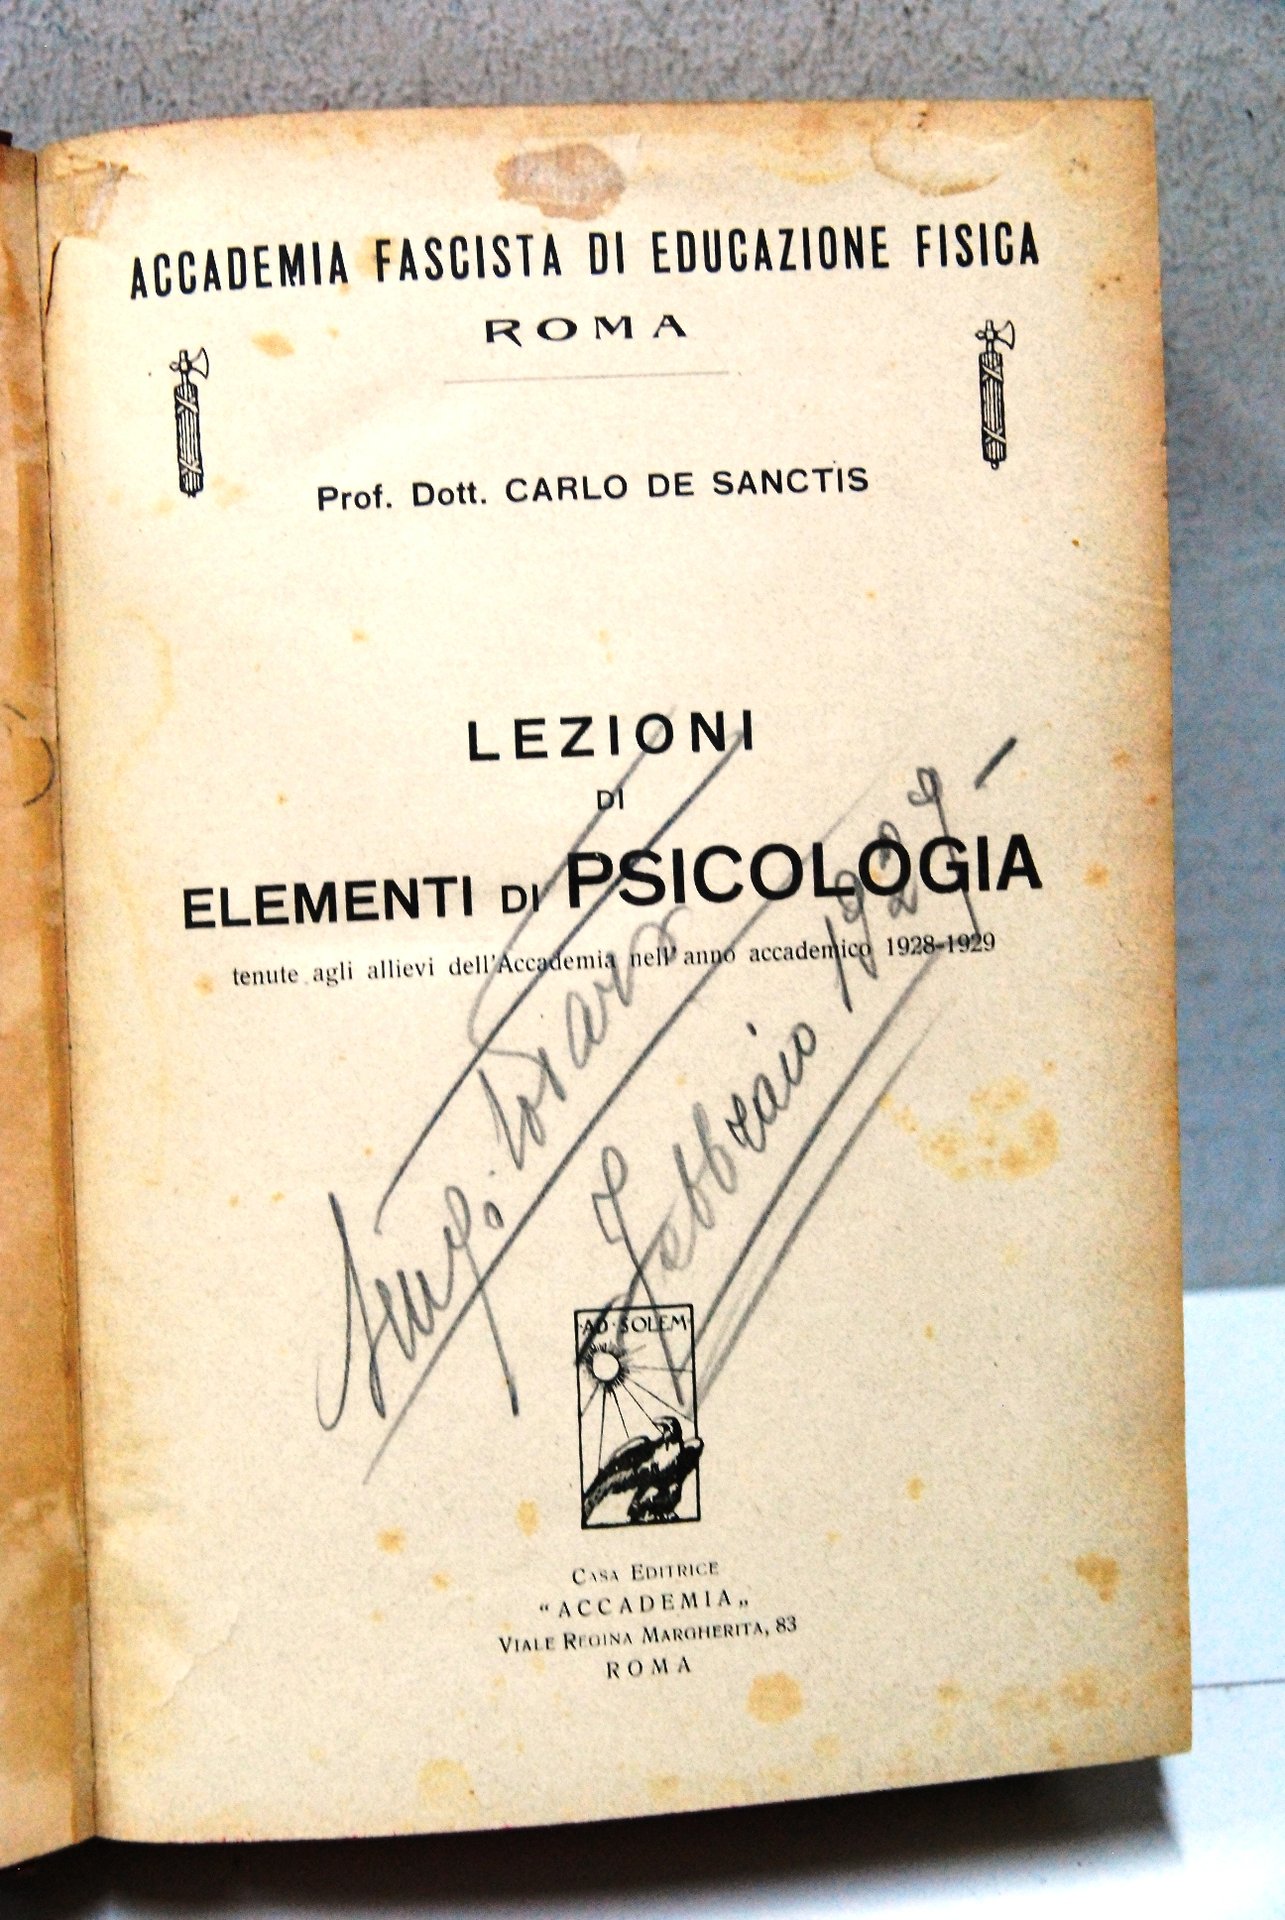 ACCADEMIA FASCISTA DI EDUCAZIONE FISICA
ROMA
Prof. Dott. CARLO DE SANCTIS
LEZIONI
DI
ELEMENTI DI PSICOLOGIA
tenute agli allievi dell'Accademia nell'anno accademico 1928-1929
Febbraio 1929-
·AD·SOLEM·
CASA EDITRICE
"ACCADEMIA„
VIALE REGINA MARGHERITA, 83
ROMA